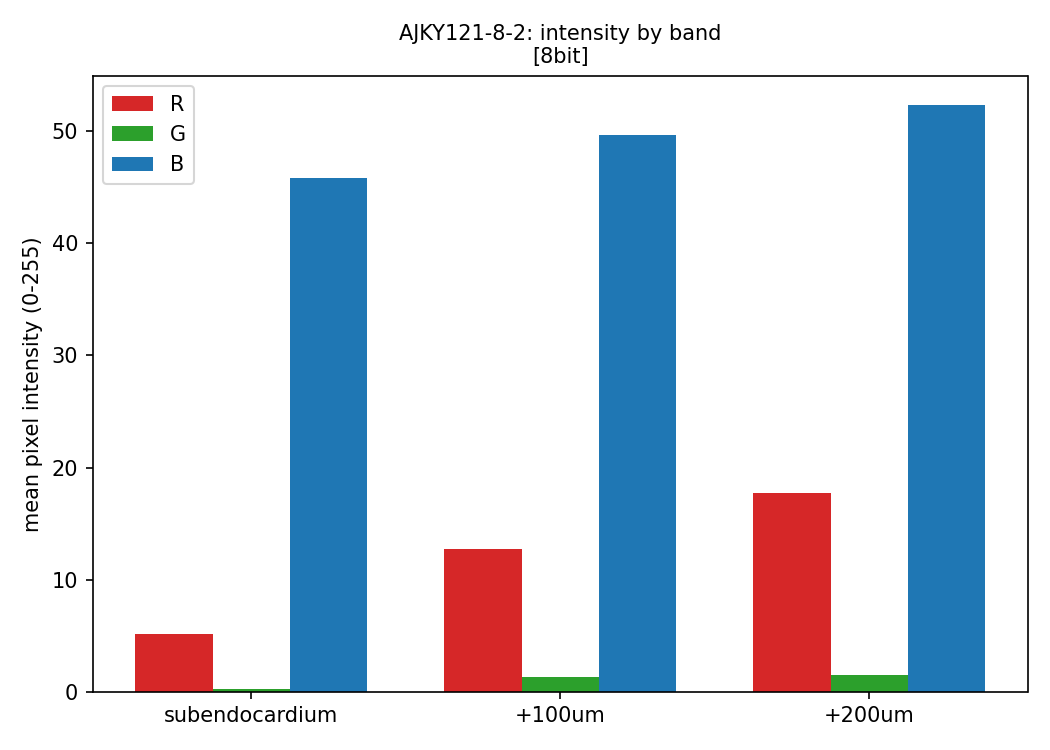 AJKY121-8-2: intensity by band
[8bit]
R
G
B
mean pixel intensity (0-255)
50
40
30
20
10
0
subendocardium
+100um
+200um